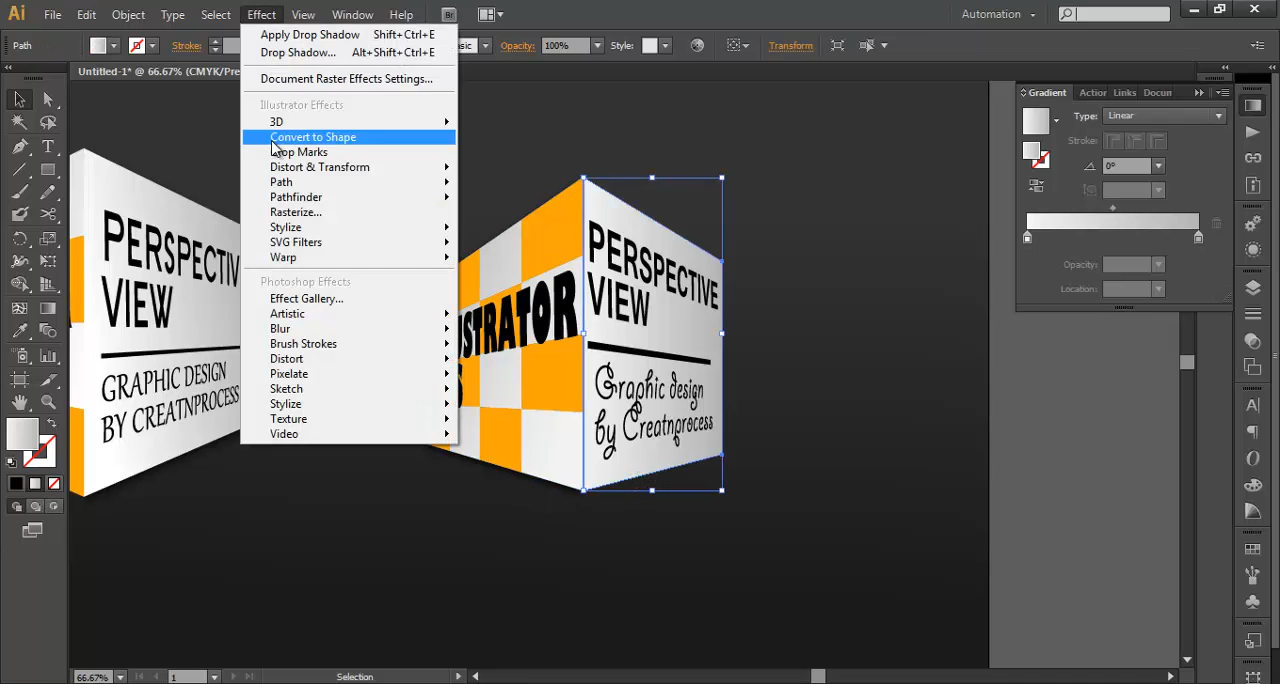 Ai File Edit Object Type Select Effect View Window Help Br Automation
Path Stroke: Opacity: 100% Style: Transform
Untitled-1* @ 66.67% (CMYK/Pre
Apply Drop Shadow Shift+Ctrl+E
Drop Shadow... Alt+Shift+Ctrl+E
Document Raster Effects Settings...
Illustrator Effects
3D
Convert to Shape
Crop Marks
Distort & Transform
Path
Pathfinder
Rasterize...
Stylize
SVG Filters
Warp
Photoshop Effects
Effect Gallery...
Artistic
Blur
Brush Strokes
Distort
Pixelate
Sketch
Stylize
Texture
Video
PERSPECTIV
VIEW
GRAPHIC DESIGN
BY CREATNPROCESS
USTRATOR
S
PERSPECTIVE
VIEW
Graphic design
by Creatnprocess
Gradient Action Links Docum
Type: Linear
Stroke:
0°
Opacity:
Location:
66.67% 1 Selection